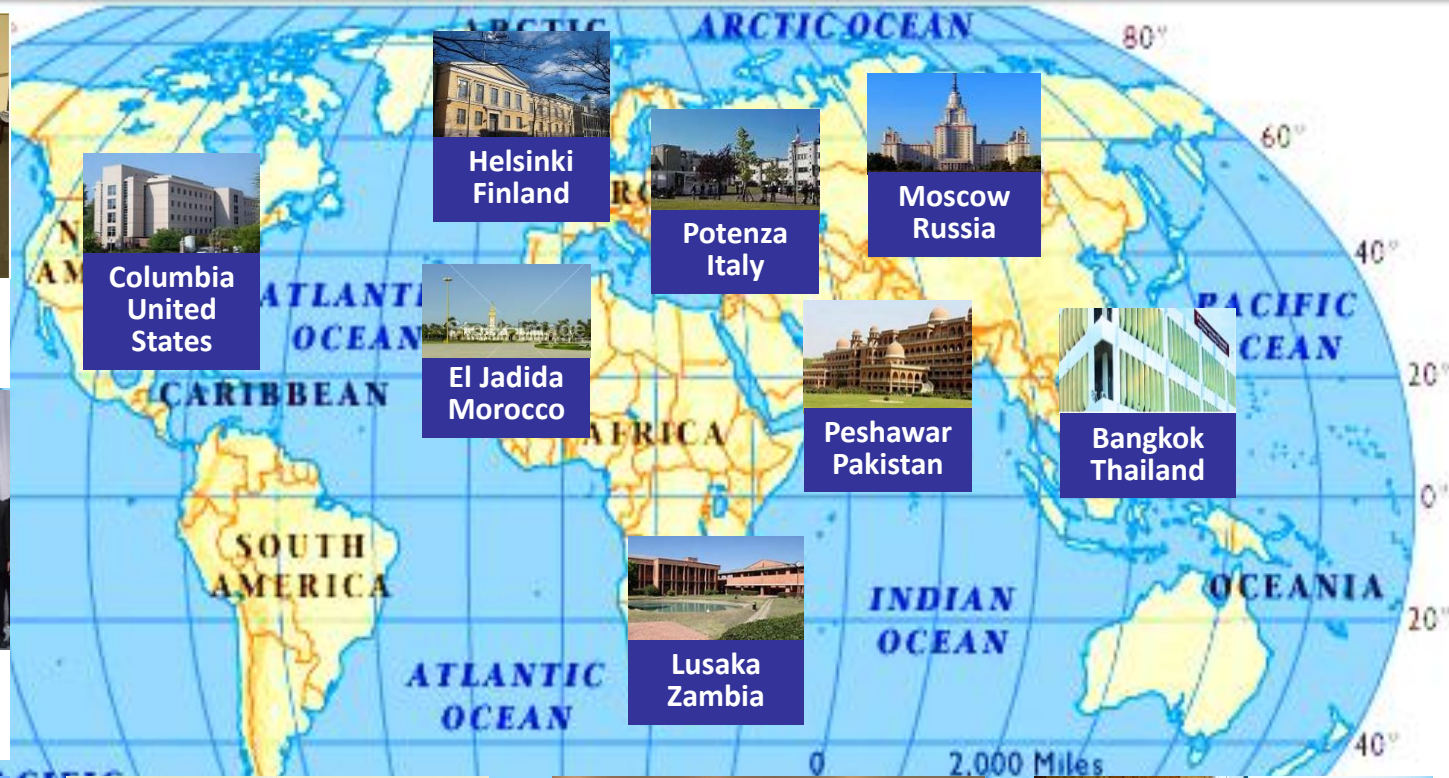 ARCTIC
ARCTIC OCEAN
80°
60°
Helsinki
Finland
Moscow
Russia
Potenza
Italy
Columbia
United
States
N
AM
ATLANTI
OCEAN
40°
PACIFIC
CEAN
El Jadida
Morocco
20°
CARIBBEAN
AFRICA
Peshawar
Pakistan
Bangkok
Thailand
0°
SOUTH
AMERICA
INDIAN
OCEAN
OCEANIA
20°
Lusaka
Zambia
ATLANTIC
OCEAN
40°
0 2,000 Miles